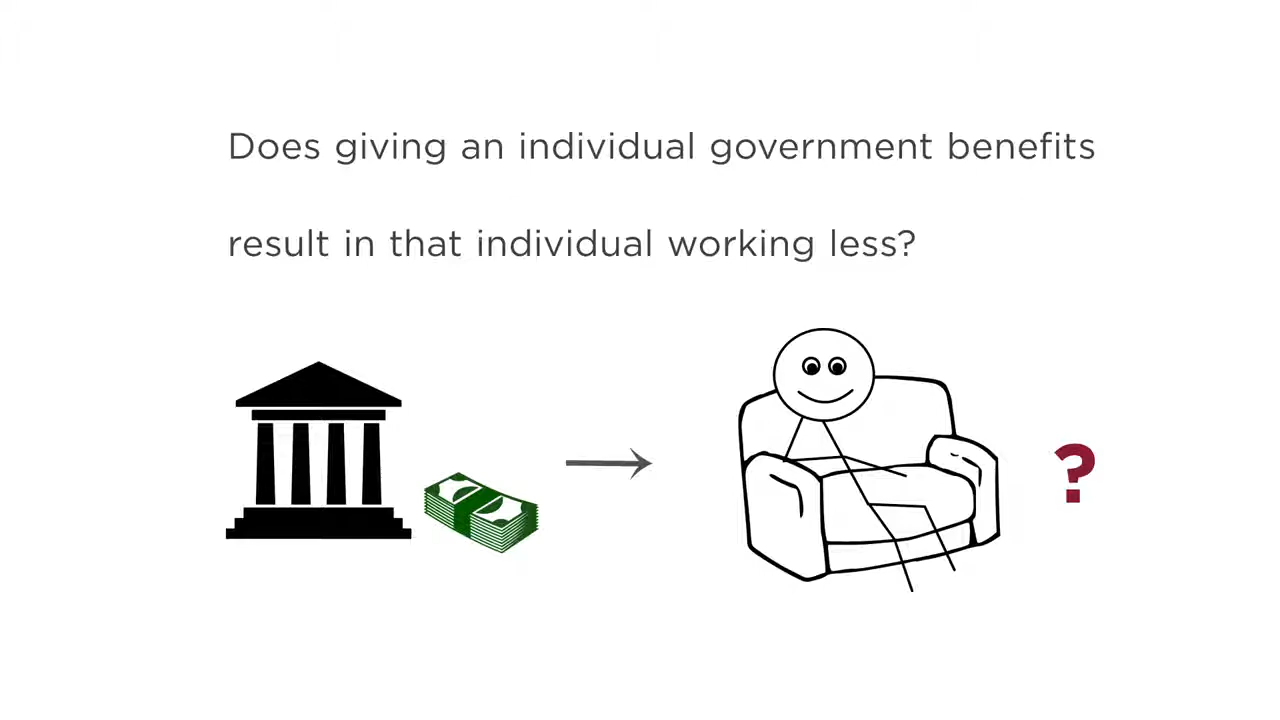 Does giving an individual government benefits
result in that individual working less?
?